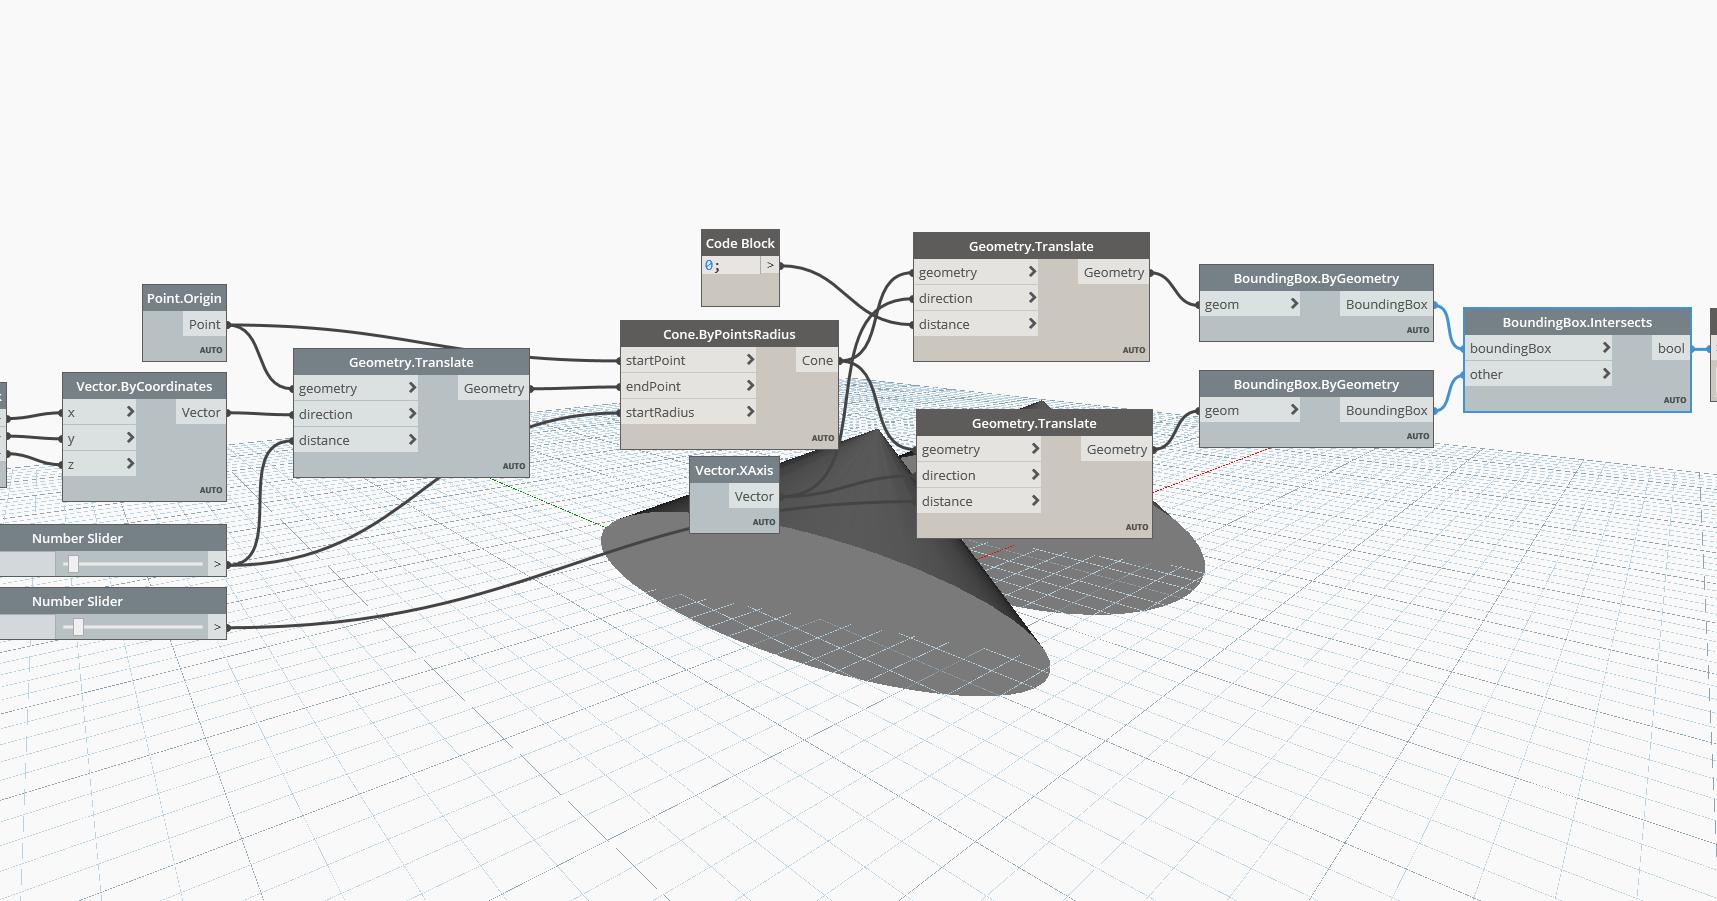 Point.Origin
Point
AUTO
Vector.ByCoordinates
x
Vector
y
z
AUTO
Number Slider
>
Number Slider
>
Geometry.Translate
geometry
Geometry
direction
distance
AUTO
Code Block
0;
>
Cone.ByPointsRadius
startPoint
Cone
endPoint
startRadius
AUTO
Vector.XAxis
Vector
AUTO
Geometry.Translate
geometry
Geometry
direction
distance
AUTO
Geometry.Translate
geometry
Geometry
direction
distance
AUTO
BoundingBox.ByGeometry
geom
BoundingBox
AUTO
BoundingBox.ByGeometry
geom
BoundingBox
AUTO
BoundingBox.Intersects
boundingBox
bool
other
AUTO